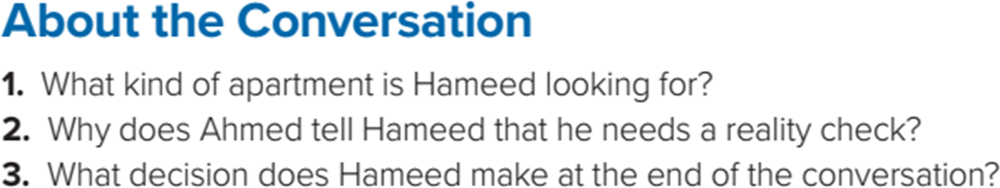 About the Conversation
1. What kind of apartment is Hameed looking for?
2. Why does Ahmed tell Hameed that he needs a reality check?
3. What decision does Hameed make at the end of the conversation?